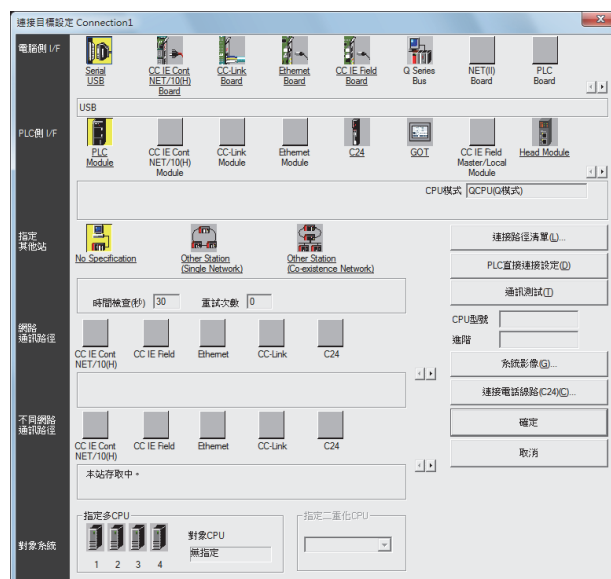 連接目標設定 Connection1
電腦側 I/F
Serial
USB
CC IE Cont
NET/10(H)
Board
CC-Link
Board
Ethernet
Board
CC IE Field
Board
Q Series
Bus
NET(II)
Board
PLC
Board
USB
PLC側 I/F
PLC
Module
CC IE Cont
NET/10(H)
Module
CC-Link
Module
Ethernet
Module
C24
GOT
CC IE Field
Master/Local
Module
Head Module
CPU模式 QCPU(Q模式)
指定
其他站
No Specification
Other Station
(Single Network)
Other Station
(Co-existence Network)
連接路徑清單(L)...
PLC直接連接設定(D)
通訊測試(T)
時間檢查(秒) 30 重試次數 0
CPU型號
進階
網路
通訊路徑
CC IE Cont
NET/10(H)
CC IE Field
Ethernet
CC-Link
C24
系統影像(G)...
連接電話線路(C24)(C)...
不同網路
通訊路徑
CC IE Cont
NET/10(H)
CC IE Field
Ethernet
CC-Link
C24
確定
取消
本站存取中。
對象系統
指定多CPU
1 2 3 4
對象CPU
無指定
指定二重化CPU